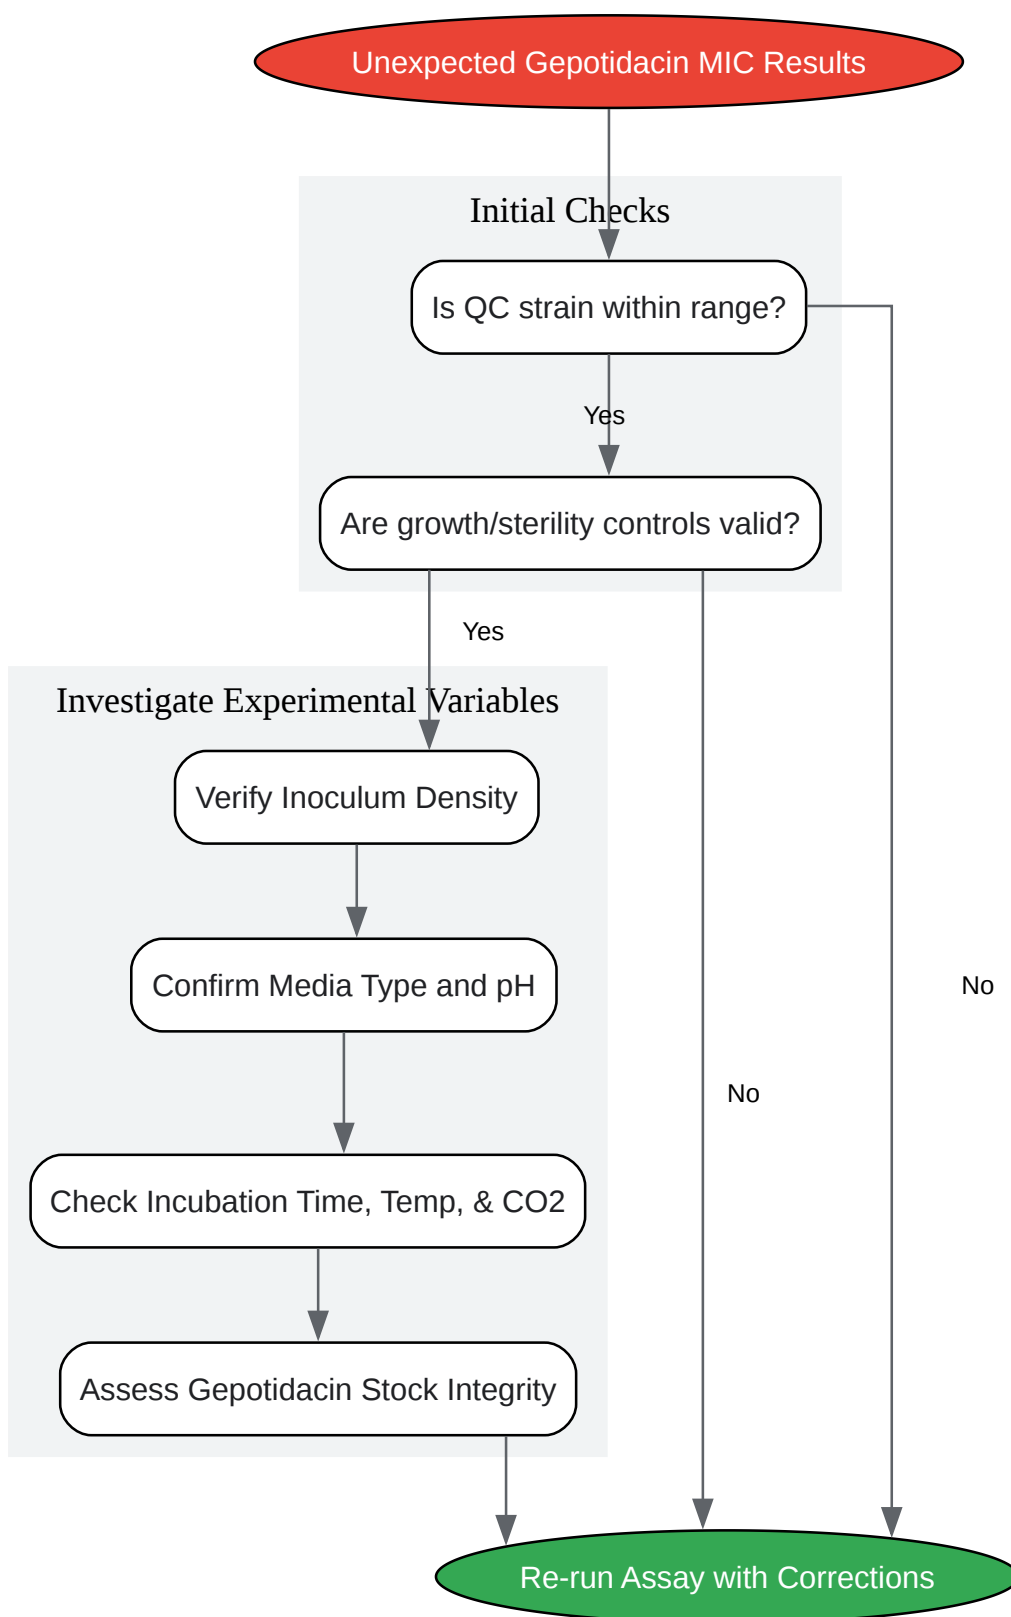 Unexpected Gepotidacin MIC Results
Initial Checks
Is QC strain within range?
Yes
Are growth/sterility controls valid?
Yes
Investigate Experimental Variables
Verify Inoculum Density
Confirm Media Type and pH
No
No
Check Incubation Time, Temp, & CO2
Assess Gepotidacin Stock Integrity
Re-run Assay with Corrections